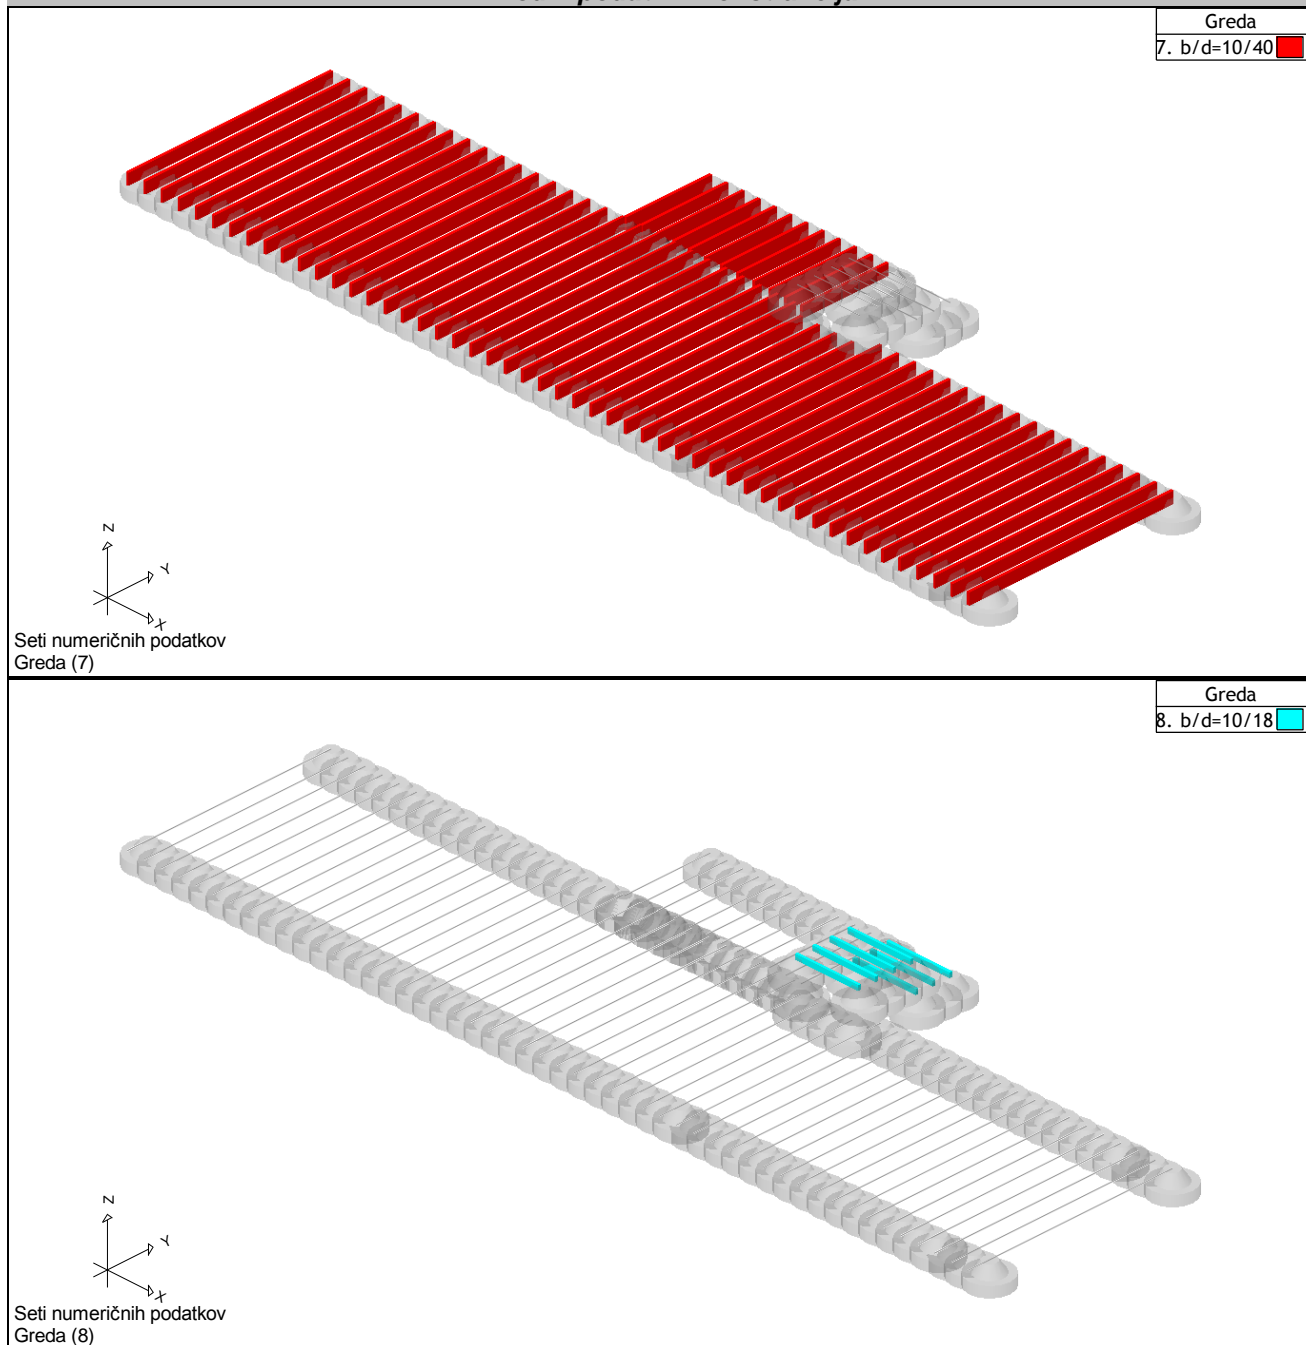 Greda
7. b/d=10/40
Z
Y
X
Seti numeričnih podatkov
Greda (7)
Greda
8. b/d=10/18
Z
Y
X
Seti numeričnih podatkov
Greda (8)